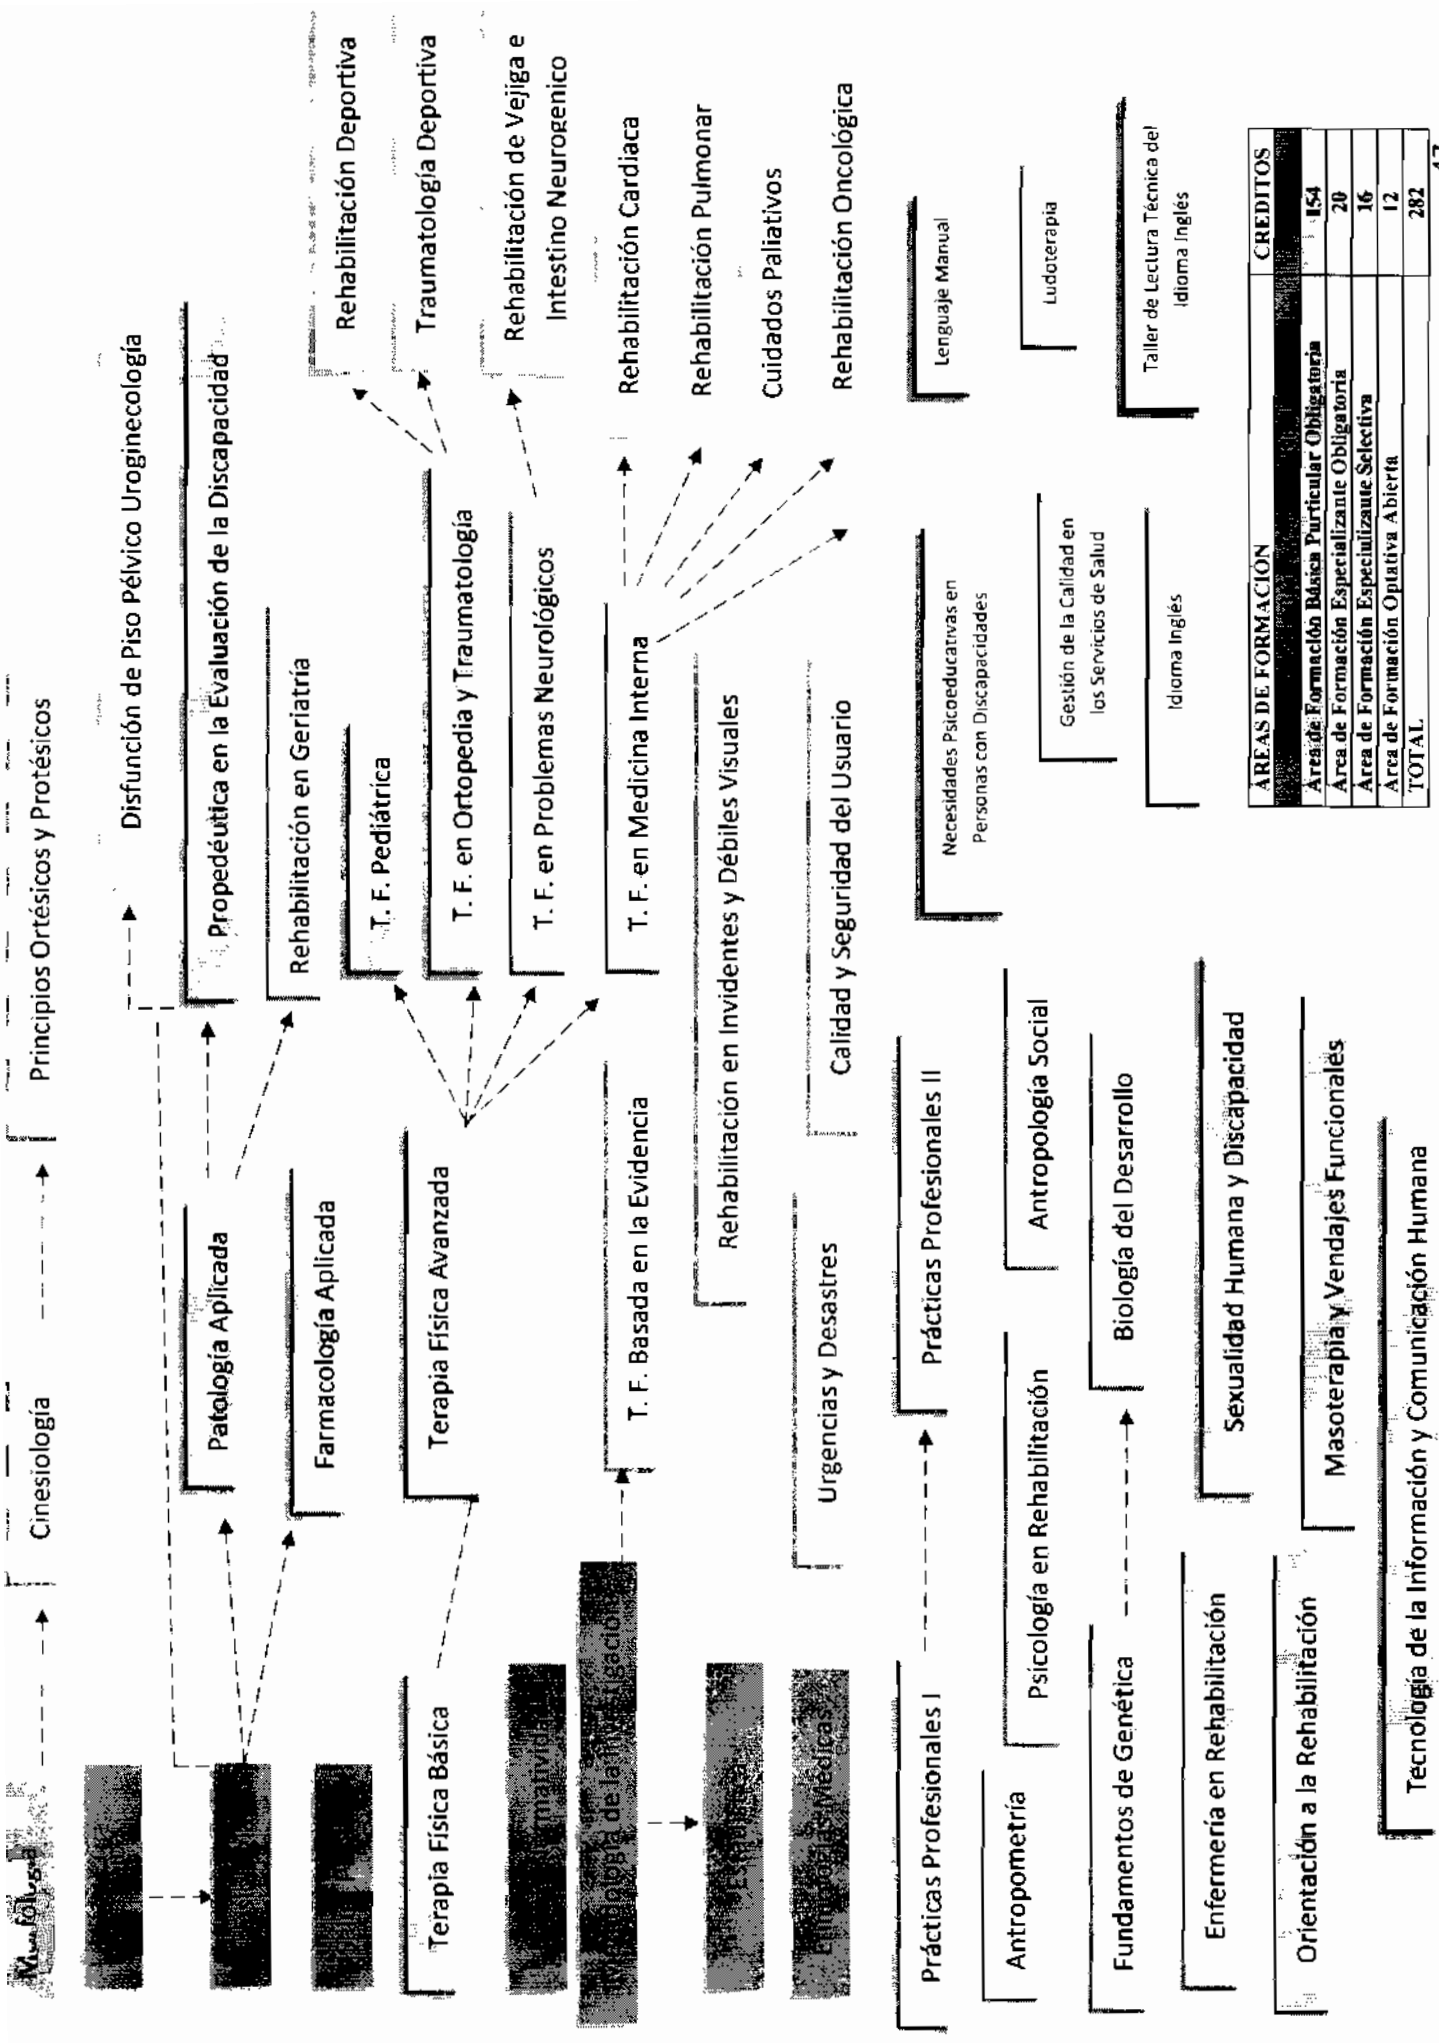 Morfología
Cinesiología
Principios Ortésicos y Protésicos
Disfunción de Piso Pélvico Uroginecología
Patología Aplicada
Propedéutica en la Evaluación de la Discapacidad
Farmacología Aplicada
Rehabilitación en Geriatría
Rehabilitación Deportiva
T. F. Pediátrica
Terapia Física Básica
Terapia Física Avanzada
T. F. en Ortopedia y Traumatología
Traumatología Deportiva
T. F. en Problemas Neurológicos
Rehabilitación de Vejiga e
Intestino Neurogenico
de la Investigación
T. F. Basada en la Evidencia
T. F. en Medicina Interna
Rehabilitación Cardiaca
Rehabilitación Pulmonar
Rehabilitación en Invidentes y Débiles Visuales
Cuidados Paliativos
Etimologías Médicas
Urgencias y Desastres
Calidad y Seguridad del Usuario
Rehabilitación Oncológica
Prácticas Profesionales I
Prácticas Profesionales II
Necesidades Psicoeducativas en
Personas con Discapacidades
Lenguaje Manual
Antropometría
Psicología en Rehabilitación
Antropología Social
Gestión de la Calidad en
los Servicios de Salud
Ludoterapia
Fundamentos de Genética
Biología del Desarrollo
Idioma Inglés
Taller de Lectura Técnica del
Idioma Inglés
Enfermería en Rehabilitación
Sexualidad Humana y Discapacidad
Orientación a la Rehabilitación
Masoterapia y Vendajes Funcionales
Tecnología de la Información y Comunicación Humana
AREAS DE FORMACION CREDITOS
Area de Formación Básica Purticular Obligatoria 154
Area de Formación Especializante Obligatoria 20
Area de Formación Especiulizaute Selectiva 16
Arca de Formación Optativa Abierta 12
TOTAL 282